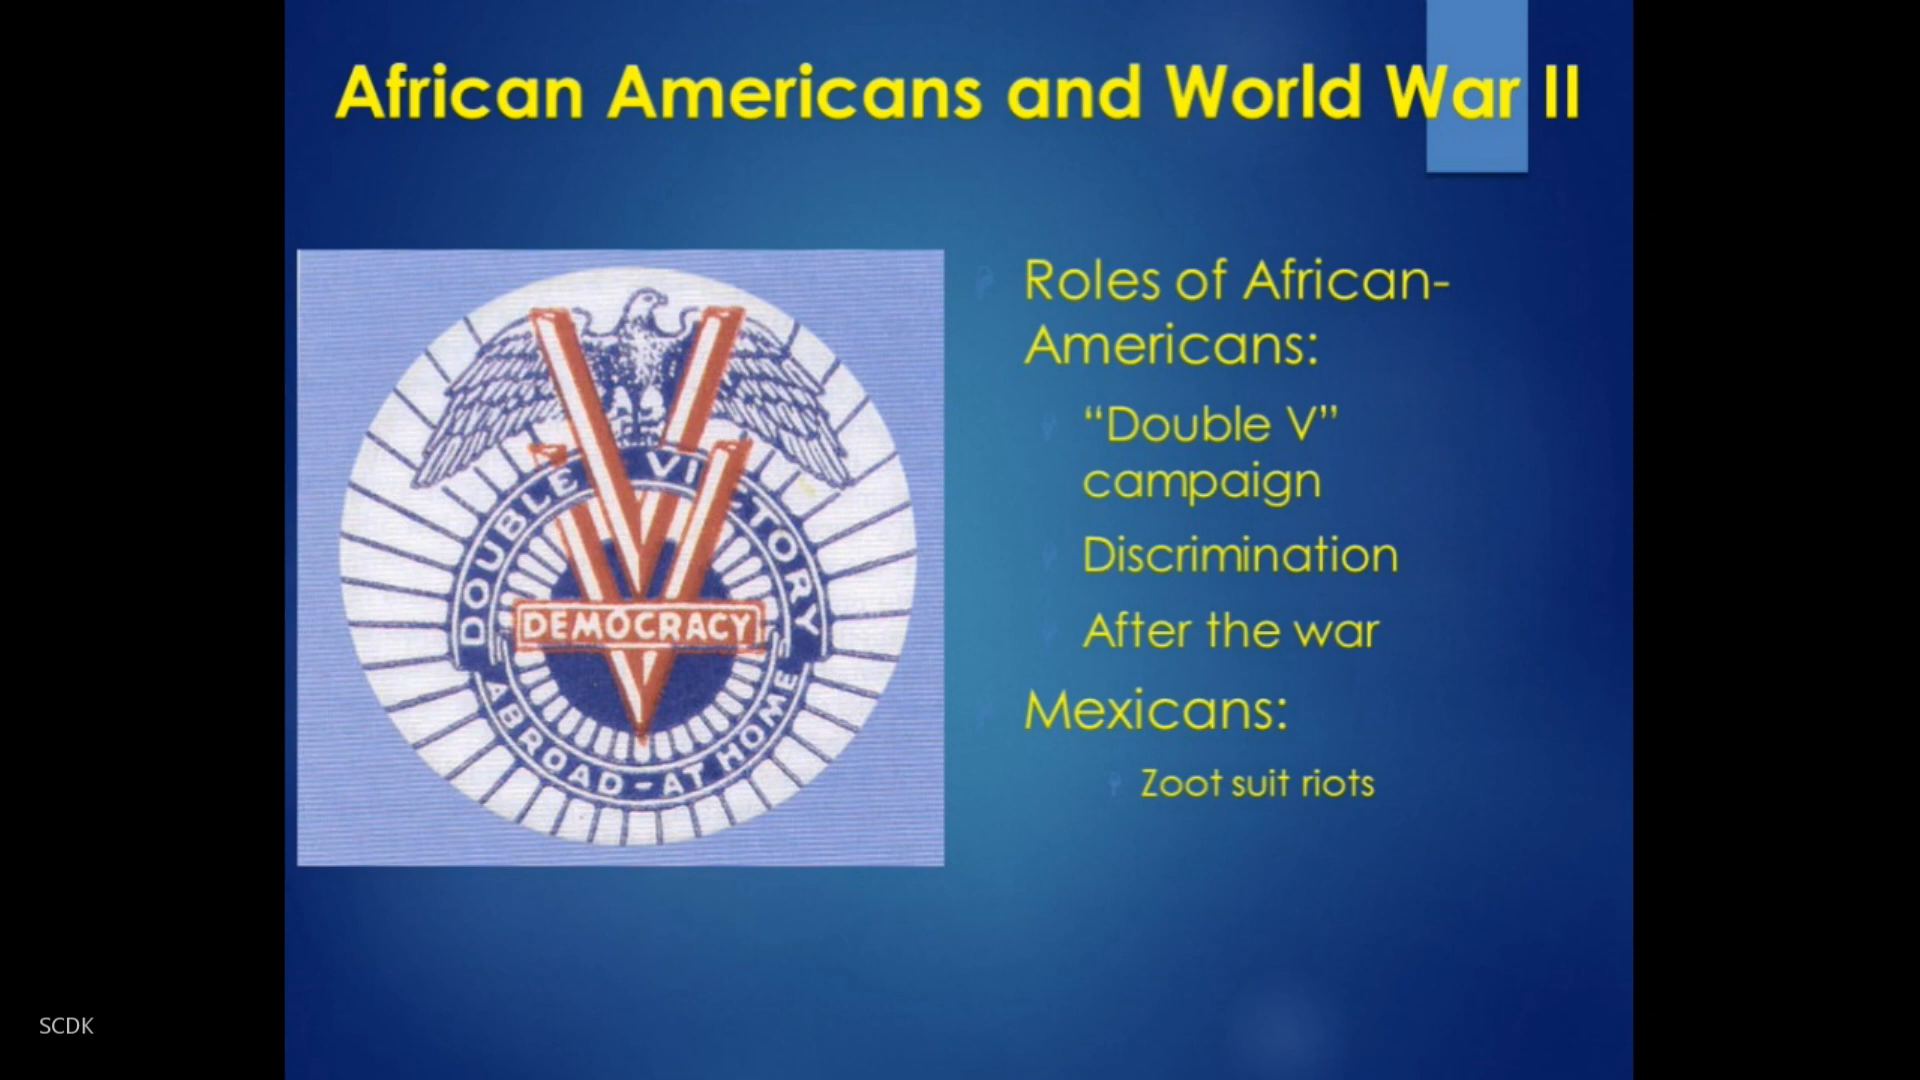 African Americans and World War II
DOUBLE VICTORY
DEMOCRACY
ABROAD - AT HOME
Roles of African-
Americans:
“Double V”
campaign
Discrimination
After the war
Mexicans:
Zoot suit riots
SCDK